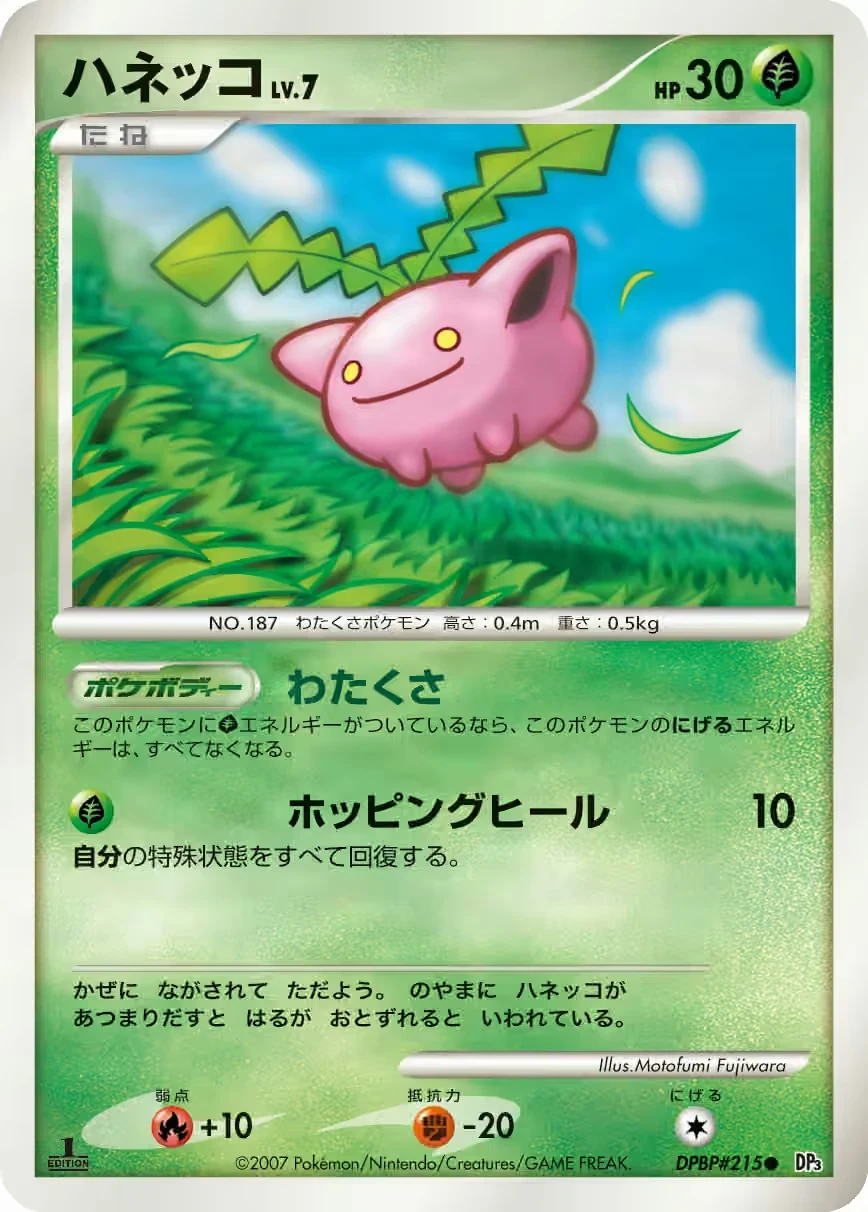 ハネッコ LV.7 HP 30
たね
NO.187 わたくさポケモン 高さ:0.4m 重さ:0.5kg
ポケボディー わたくさ
このポケモンにエネルギーがついているなら、このポケモンのにげるエネル
ギーは、すべてなくなる。
ホッピングヒール 10
自分の特殊状態をすべて回復する。
かぜに ながされて ただよう。 のやまに ハネッコが
あつまりだすと はるが おとずれると いわれている。
Illus.Motofumi Fujiwara
弱点 抵抗力 にげる
+10 -20
1 EDITION
©2007 Pokémon/Nintendo/Creatures/GAME FREAK. DPBP#215● DP3